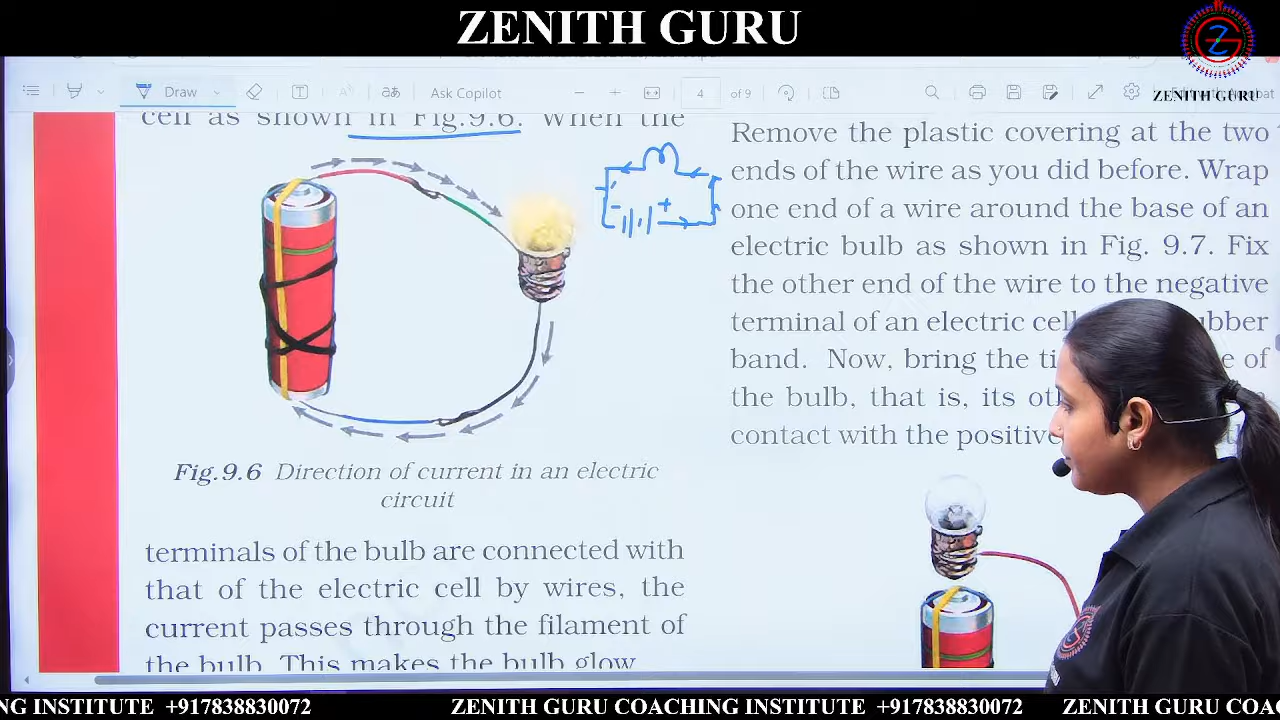 ZENITH GURU
ZENITH GURU
Draw
Ask Copilot
4
of 9
cell as shown in Fig.9.6. When the
Fig.9.6 Direction of current in an electric
circuit
terminals of the bulb are connected with
that of the electric cell by wires, the
current passes through the filament of
the bulb. This makes the bulb glow
Remove the plastic covering at the two
ends of the wire as you did before. Wrap
one end of a wire around the base of an
electric bulb as shown in Fig. 9.7. Fix
the other end of the wire to the negative
terminal of an electric cell
band. Now, bring the
of
the bulb, that is, its
contact with the positive
- +
NG INSTITUTE +917838830072
ZENITH GURU COACHING INSTITUTE +917838830072
ZENITH GURU COA